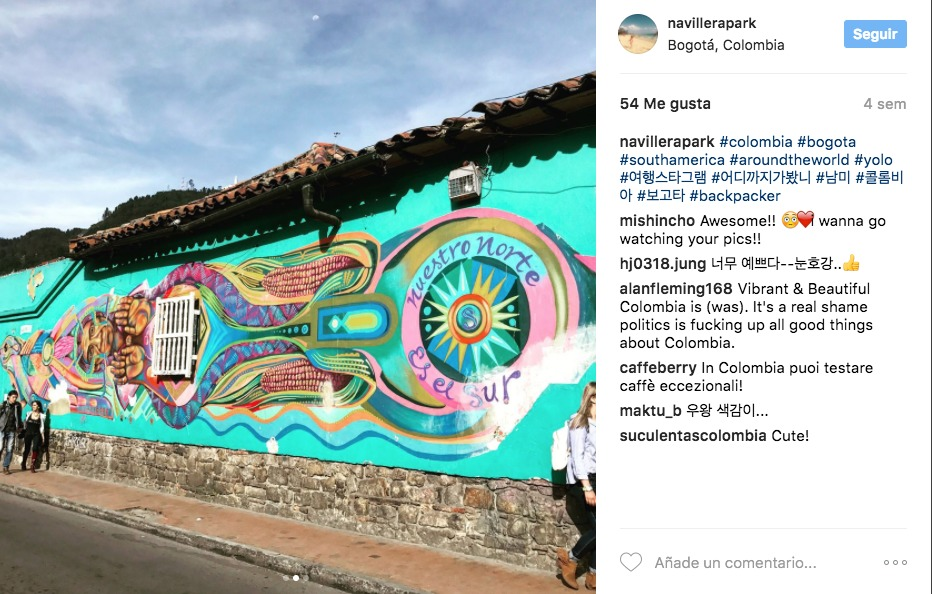 nuestro Norte
Es el Sur
navillerapark
Bogotá, Colombia
Seguir
54 Me gusta
4 sem
navillerapark #colombia #bogota
#southamerica #aroundtheworld #yolo
#여행스타그램 #어디까지가봤니 #남미 #콜롬비
아 #보고타 #backpacker
mishincho Awesome!! 😳❤️ wanna go
watching your pics!!
hj0318.jung 너무 예쁘다--눈호강..👍
alanfleming168 Vibrant & Beautiful
Colombia is (was). It's a real shame
politics is fucking up all good things
about Colombia.
caffeberry In Colombia puoi testare
caffè eccezionali!
maktu_b 우왕 색감이...
suculentascolombia Cute!
Añade un comentario...